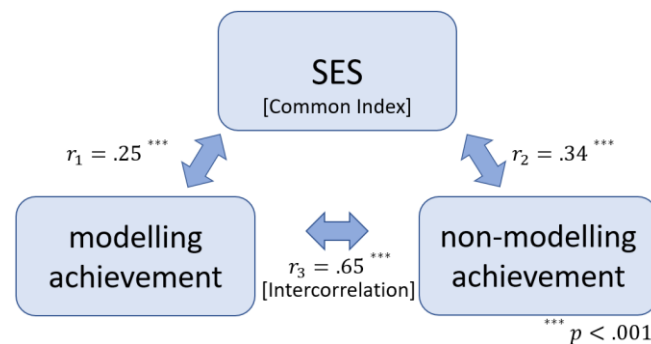 SES
[Common Index]
r₁ = .25 ***
r₂ = .34 ***
modelling
achievement
r₃ = .65 ***
[Intercorrelation]
non-modelling
achievement
*** p < .001